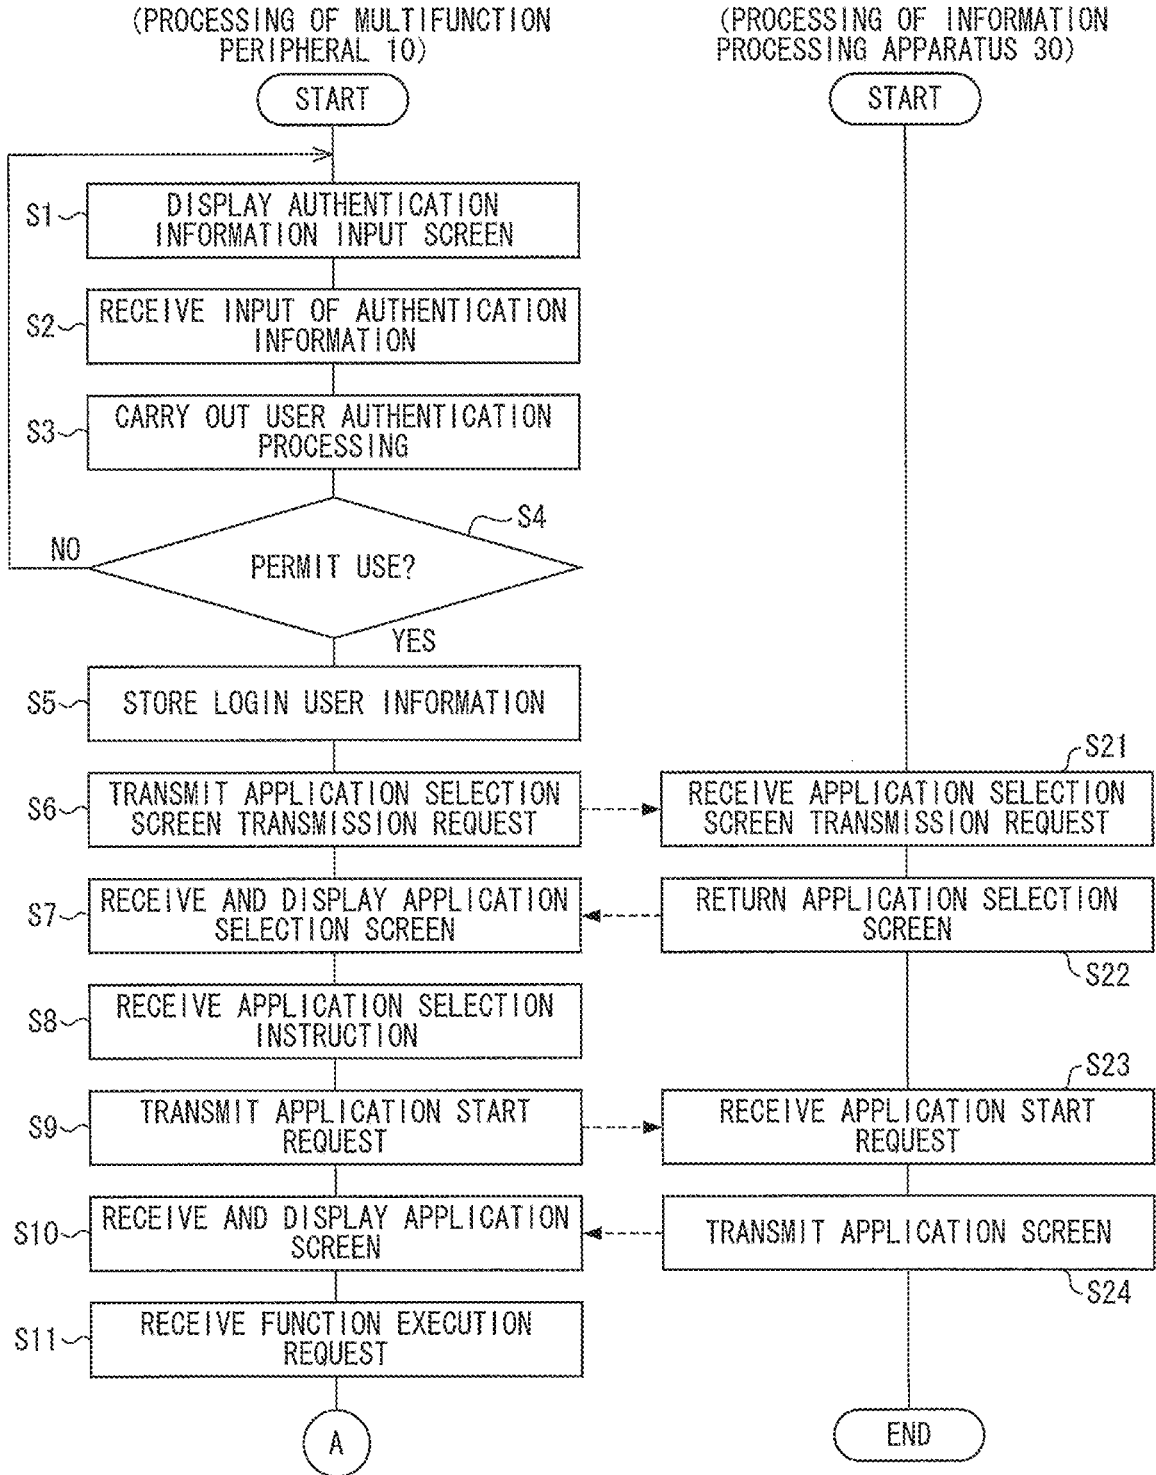 (PROCESSING OF MULTIFUNCTION
PERIPHERAL 10)
START
S1
DISPLAY AUTHENTICATION
INFORMATION INPUT SCREEN
S2
RECEIVE INPUT OF AUTHENTICATION
INFORMATION
S3
CARRY OUT USER AUTHENTICATION
PROCESSING
S4
NO
PERMIT USE?
YES
S5
STORE LOGIN USER INFORMATION
S6
TRANSMIT APPLICATION SELECTION
SCREEN TRANSMISSION REQUEST
S7
RECEIVE AND DISPLAY APPLICATION
SELECTION SCREEN
S8
RECEIVE APPLICATION SELECTION
INSTRUCTION
S9
TRANSMIT APPLICATION START
REQUEST
S10
RECEIVE AND DISPLAY APPLICATION
SCREEN
S11
RECEIVE FUNCTION EXECUTION
REQUEST
A
(PROCESSING OF INFORMATION
PROCESSING APPARATUS 30)
START
S21
RECEIVE APPLICATION SELECTION
SCREEN TRANSMISSION REQUEST
RETURN APPLICATION SELECTION
SCREEN
S22
S23
RECEIVE APPLICATION START
REQUEST
TRANSMIT APPLICATION SCREEN
S24
END